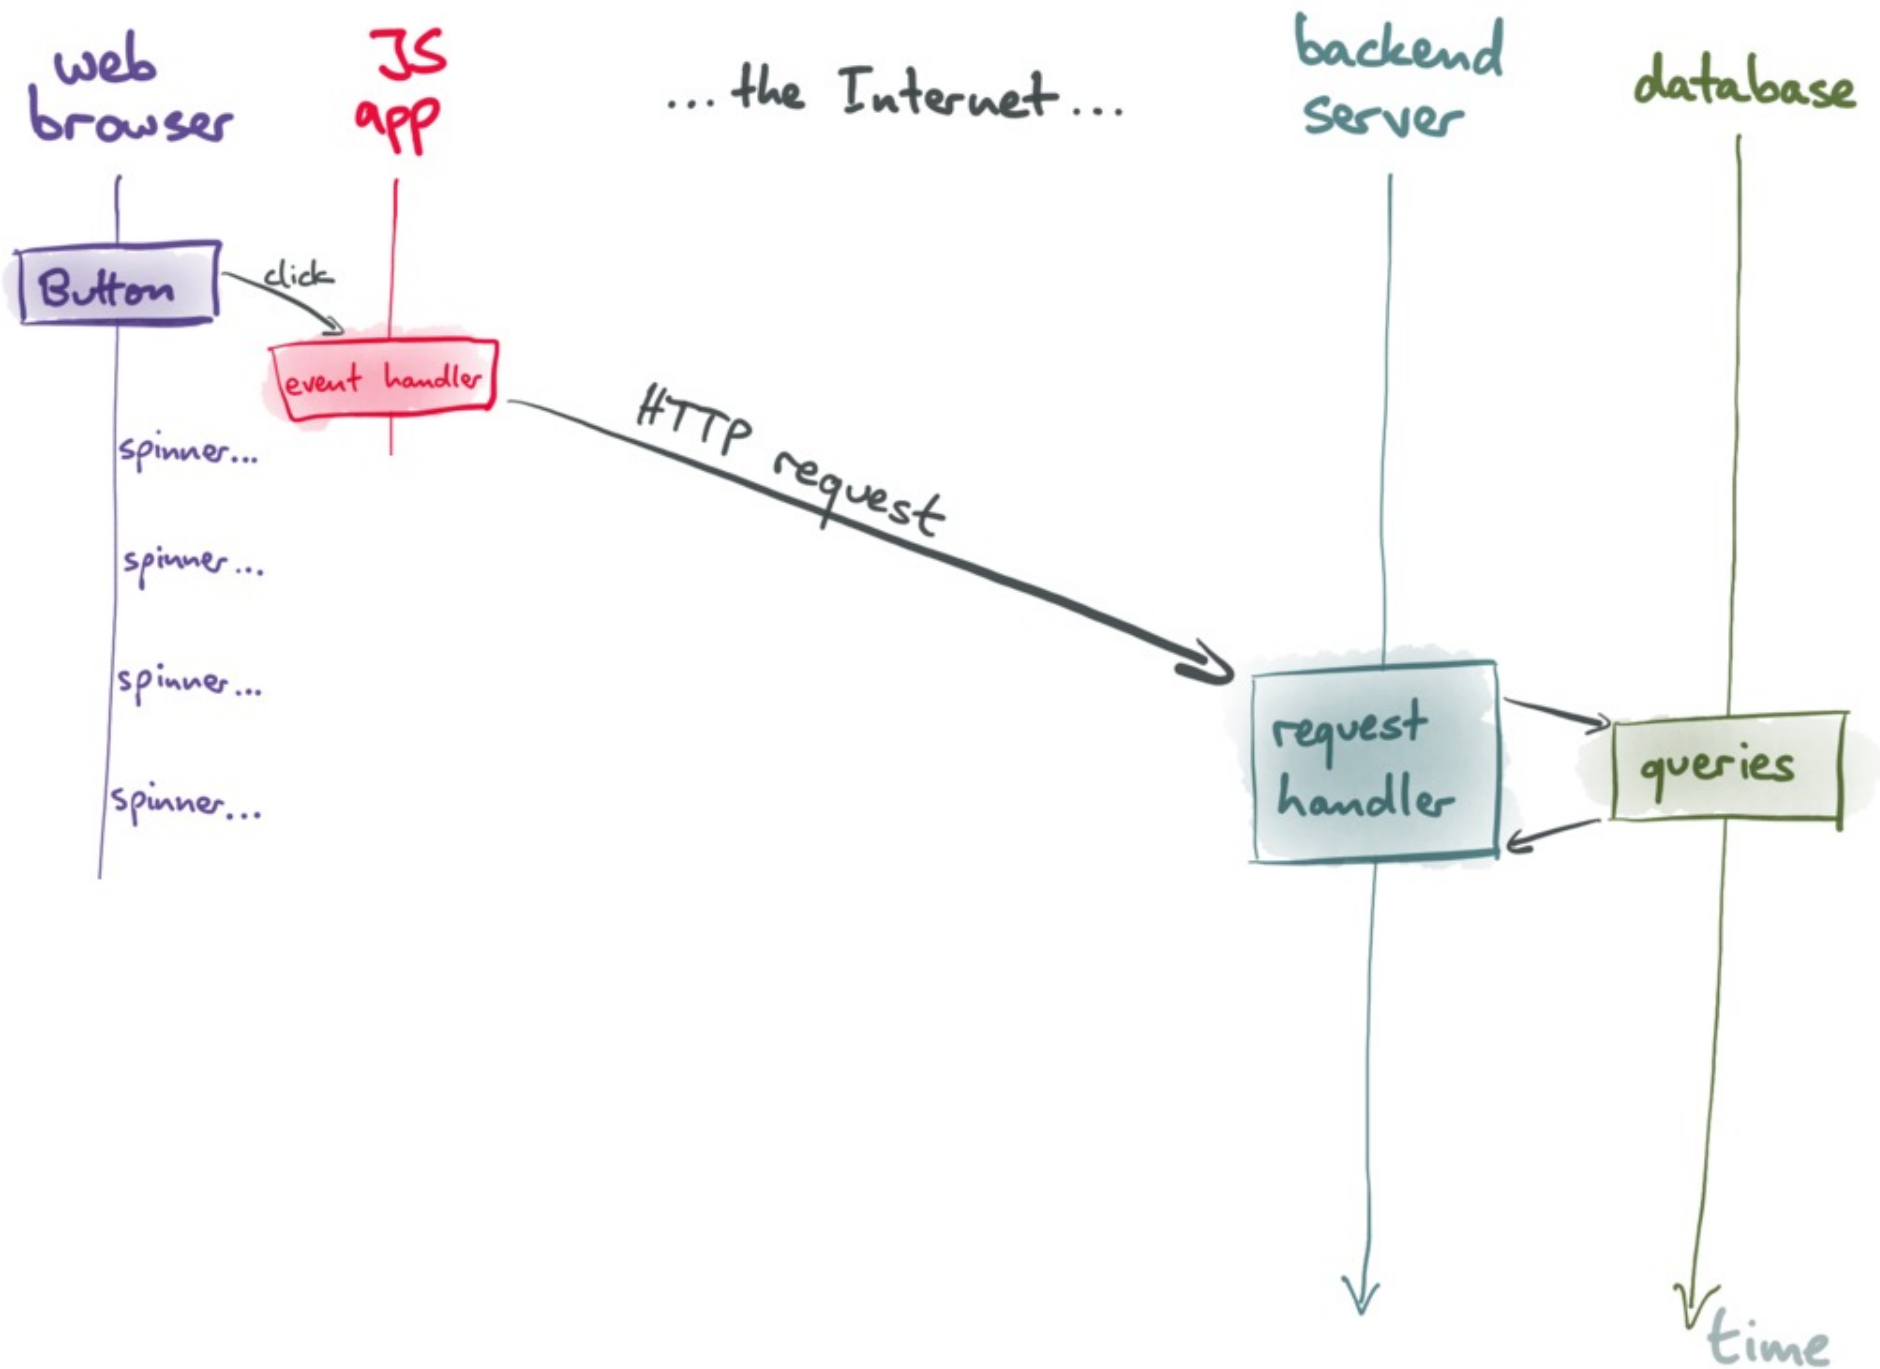 web
browser
JS
app
...the Internet...
backend
server
database
Button
click
event handler
spinner...
HTTP request
spinner...
spinner...
spinner...
request
handler
queries
time